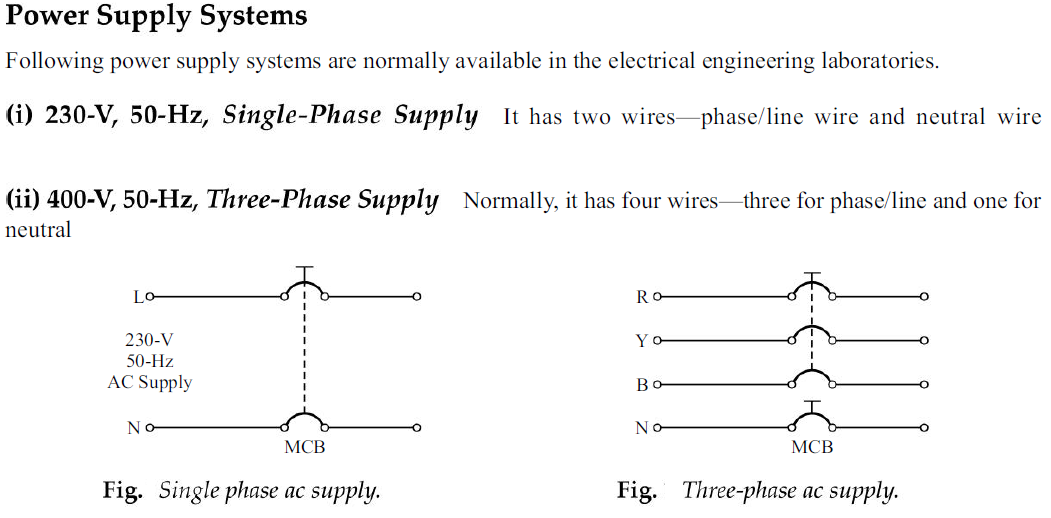 Power Supply Systems
Following power supply systems are normally available in the electrical engineering laboratories.
(i) 230-V, 50-Hz, Single-Phase Supply It has two wires—phase/line wire and neutral wire
(ii) 400-V, 50-Hz, Three-Phase Supply Normally, it has four wires—three for phase/line and one for
neutral
L
230-V
50-Hz
AC Supply
N
MCB
Fig. Single phase ac supply.
R
Y
B
N
MCB
Fig. Three-phase ac supply.